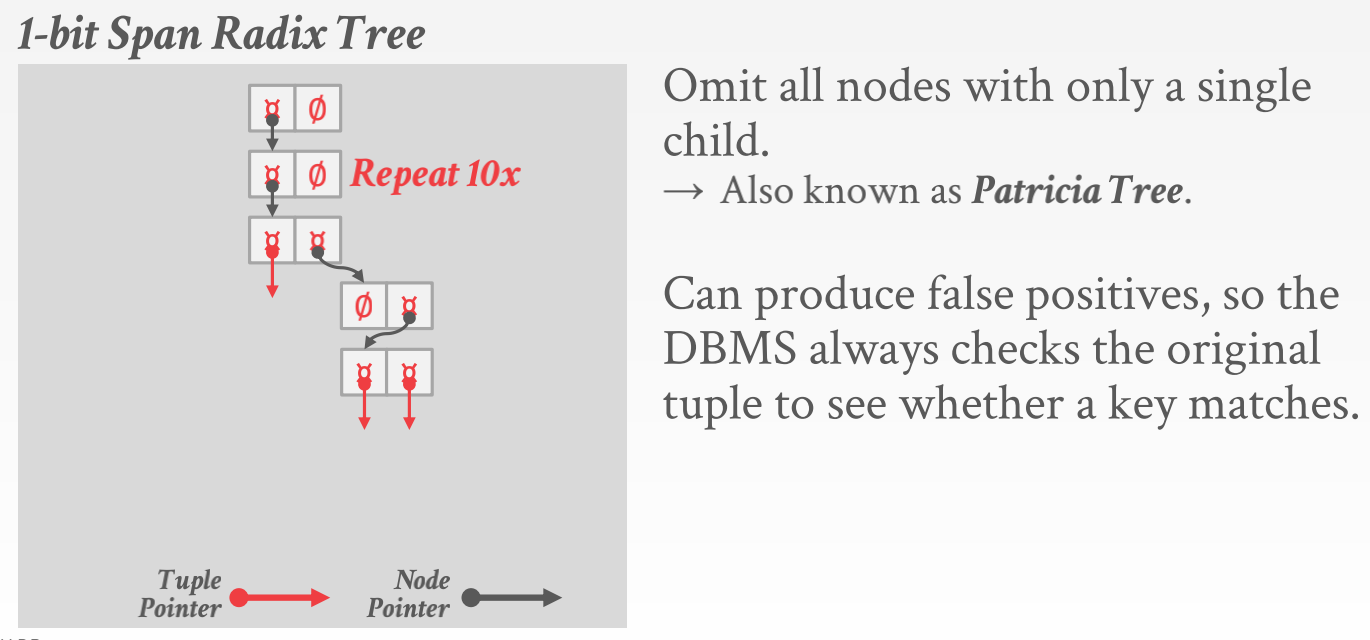 1-bit Span Radix Tree
¤ Ø
¤ Ø Repeat 10x
¤ ¤
Ø ¤
¤ ¤
Tuple
Pointer
Node
Pointer
Omit all nodes with only a single
child.
→ Also known as Patricia Tree.
Can produce false positives, so the
DBMS always checks the original
tuple to see whether a key matches.